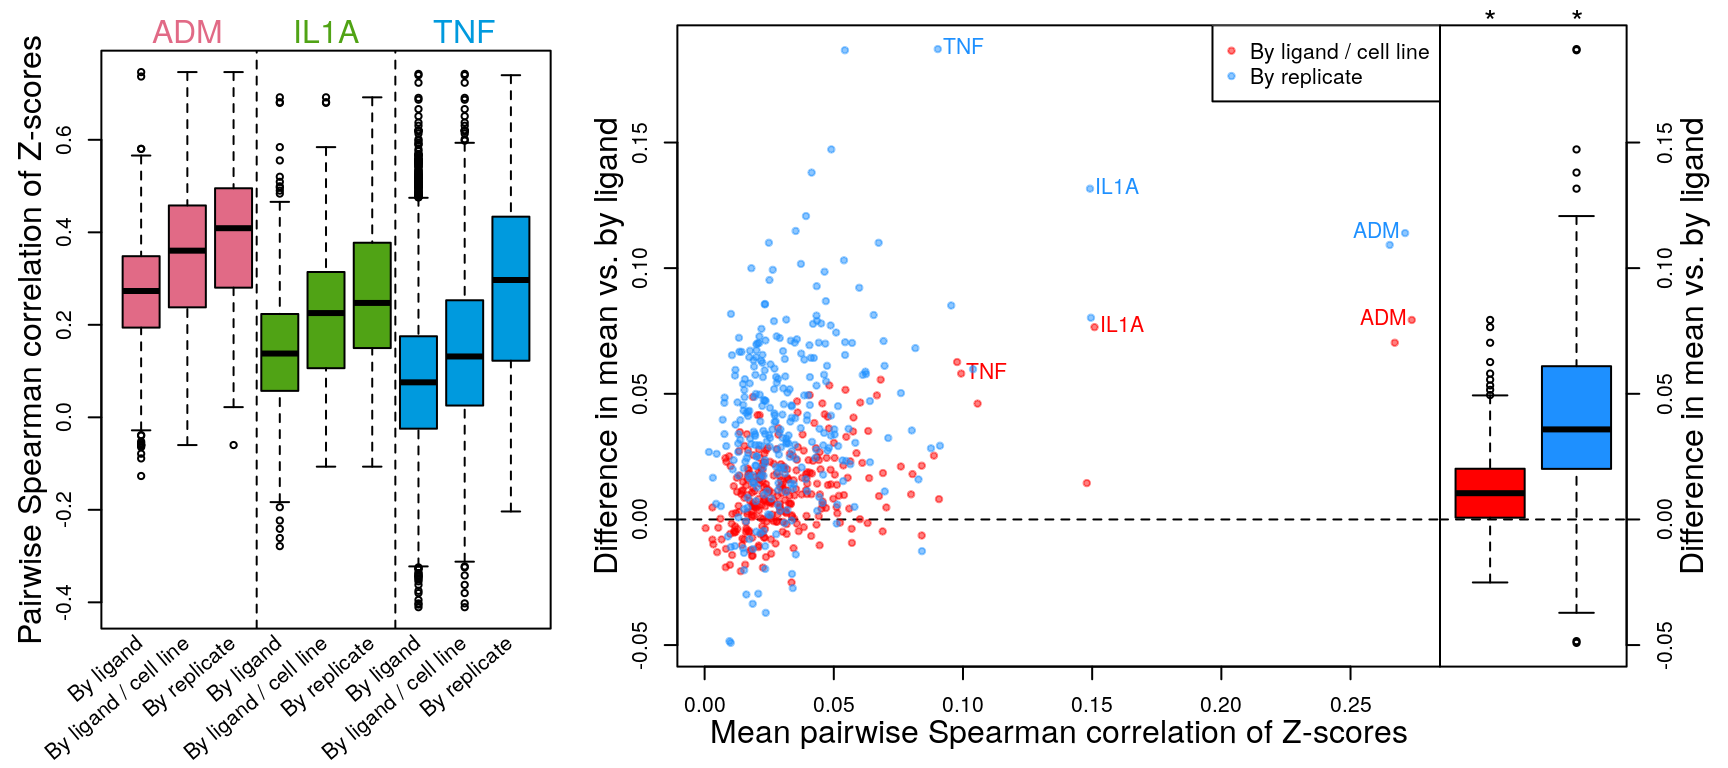 ADM IL1A TNF
Pairwise Spearman correlation of Z-scores
0.6
0.4
0.2
0.0
-0.2
-0.4
By ligand
By ligand / cell line
By replicate
By ligand
By ligand / cell line
By replicate
By ligand
By ligand / cell line
By replicate
Difference in mean vs. by ligand
0.15
0.10
0.05
0.00
-0.05
TNF
By ligand / cell line
By replicate
IL1A
ADM
IL1A
ADM
TNF
0.00 0.05 0.10 0.15 0.20 0.25
Mean pairwise Spearman correlation of Z-scores
* *
0.15
0.10
0.05
0.00
-0.05
Difference in mean vs. by ligand